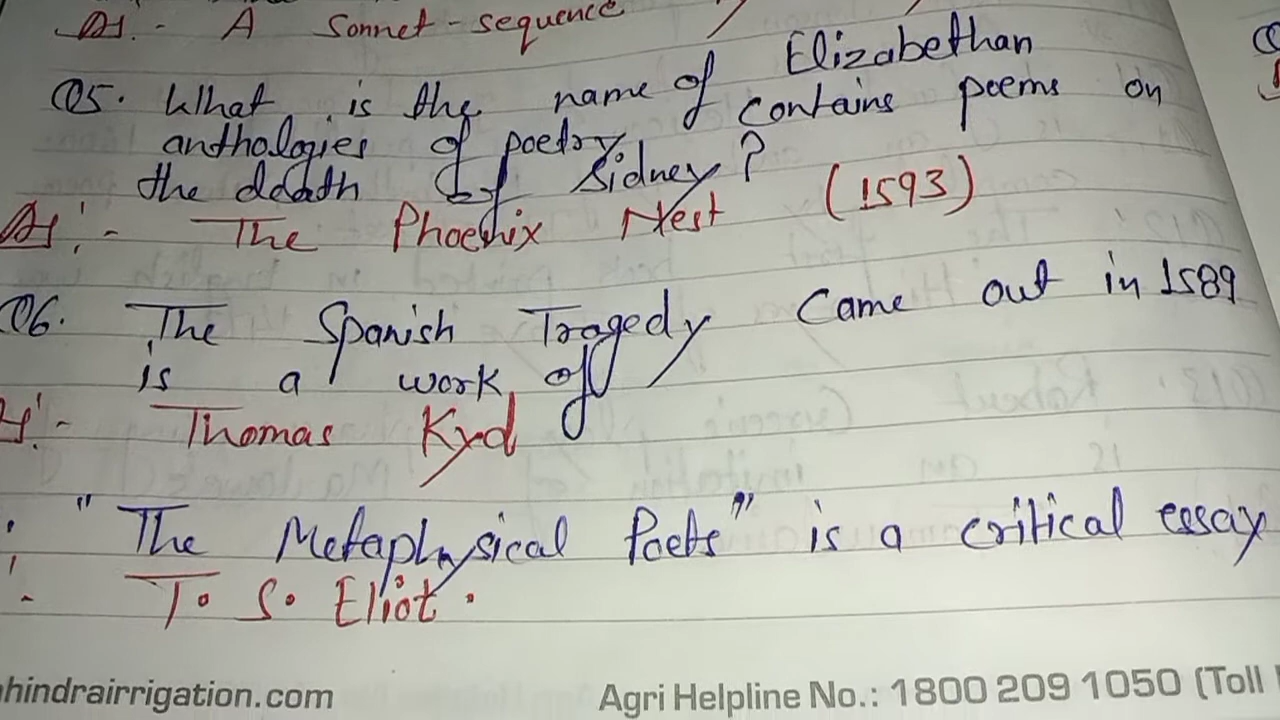 A Sonnet-sequence
Q5. What is the name of Elizabethan
anthologies of poetry contains poems on
the death of Sidney?
The Phoenix Nest (1593)
Q6. The Spanish Tragedy came out in 1589
is a work of
Thomas Kyd
"The Metaphysical Poets" is a critical essay
T. S. Eliot.
hindrairrigation.com Agri Helpline No.: 1800 209 1050 (Toll